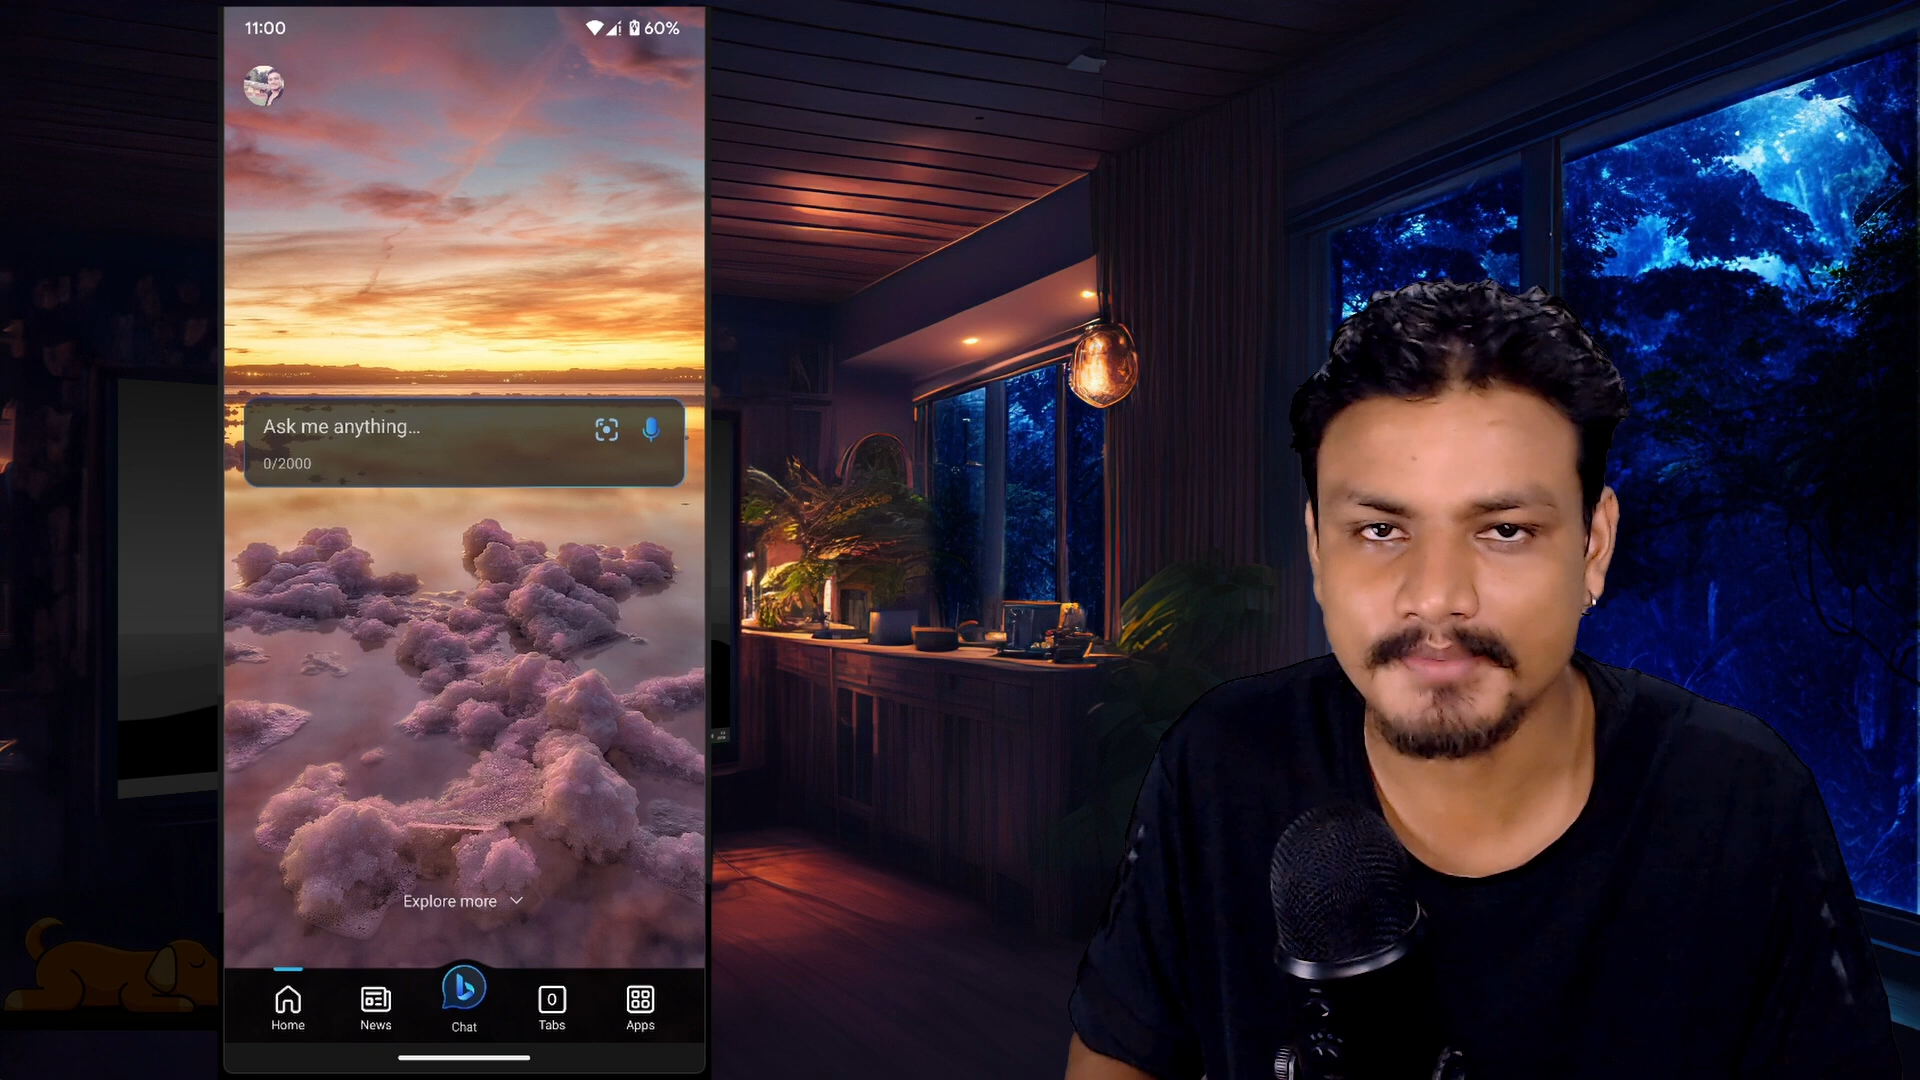 11:00
60%
Ask me anything...
0/2000
Explore more
0
Home
News
Chat
Tabs
Apps